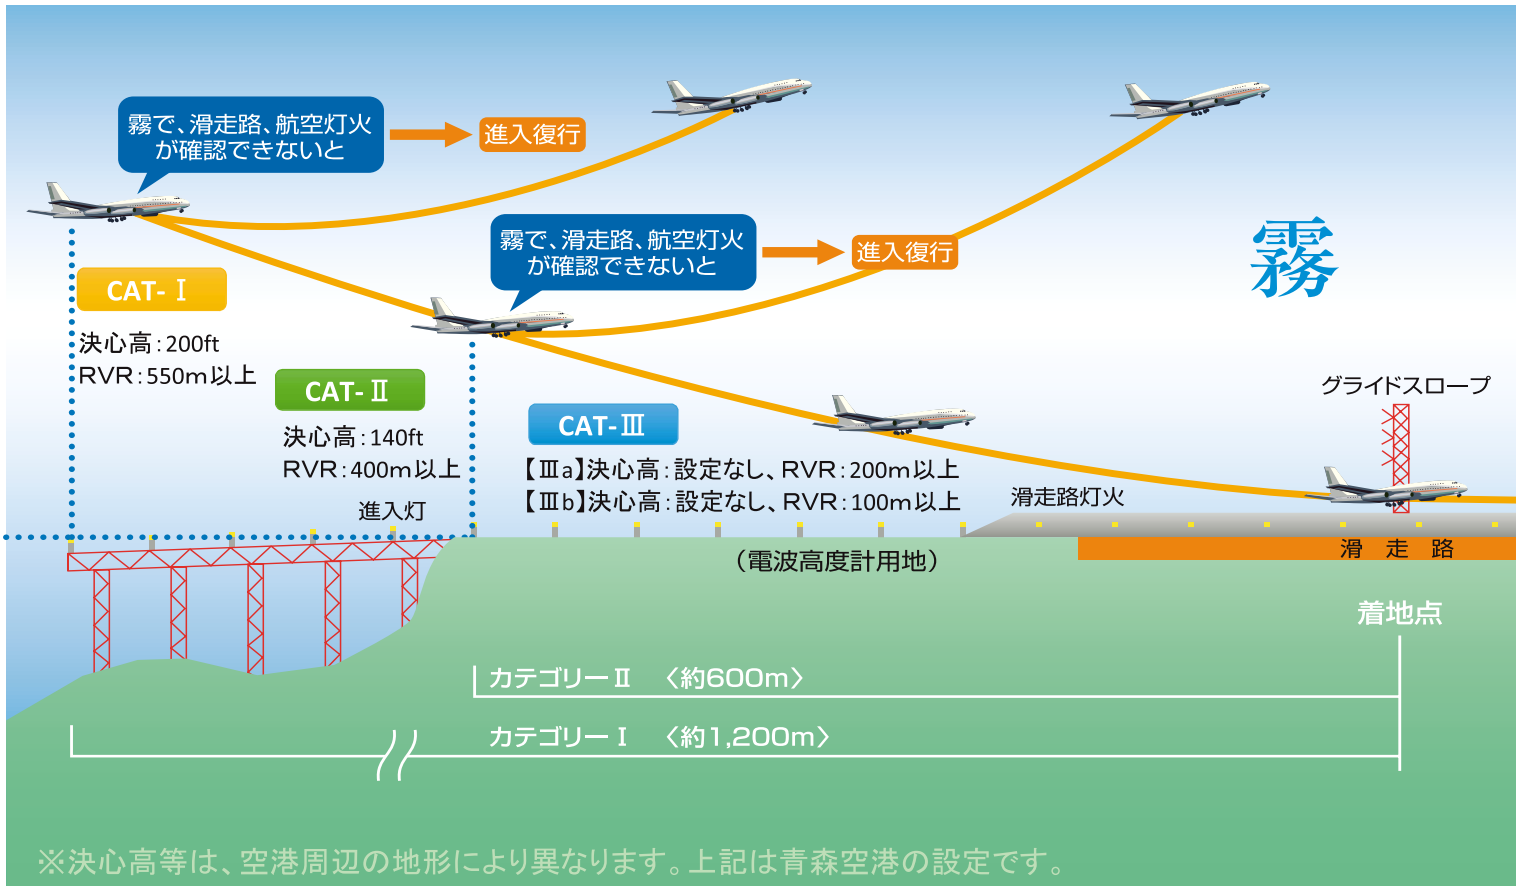 霧で、滑走路、航空灯火
が確認できないと
進入復行
霧で、滑走路、航空灯火
が確認できないと
進入復行
霧
CAT-Ⅰ
決心高:200ft
RVR:550m以上
CAT-Ⅱ
決心高:140ft
RVR:400m以上
CAT-Ⅲ
【Ⅲa】決心高:設定なし、RVR:200m以上
【Ⅲb】決心高:設定なし、RVR:100m以上
グライドスロープ
進入灯
滑走路灯火
(電波高度計用地)
滑走路
着地点
カテゴリーⅡ 〈約600m〉
カテゴリーⅠ 〈約1,200m〉
※決心高等は、空港周辺の地形により異なります。上記は青森空港の設定です。